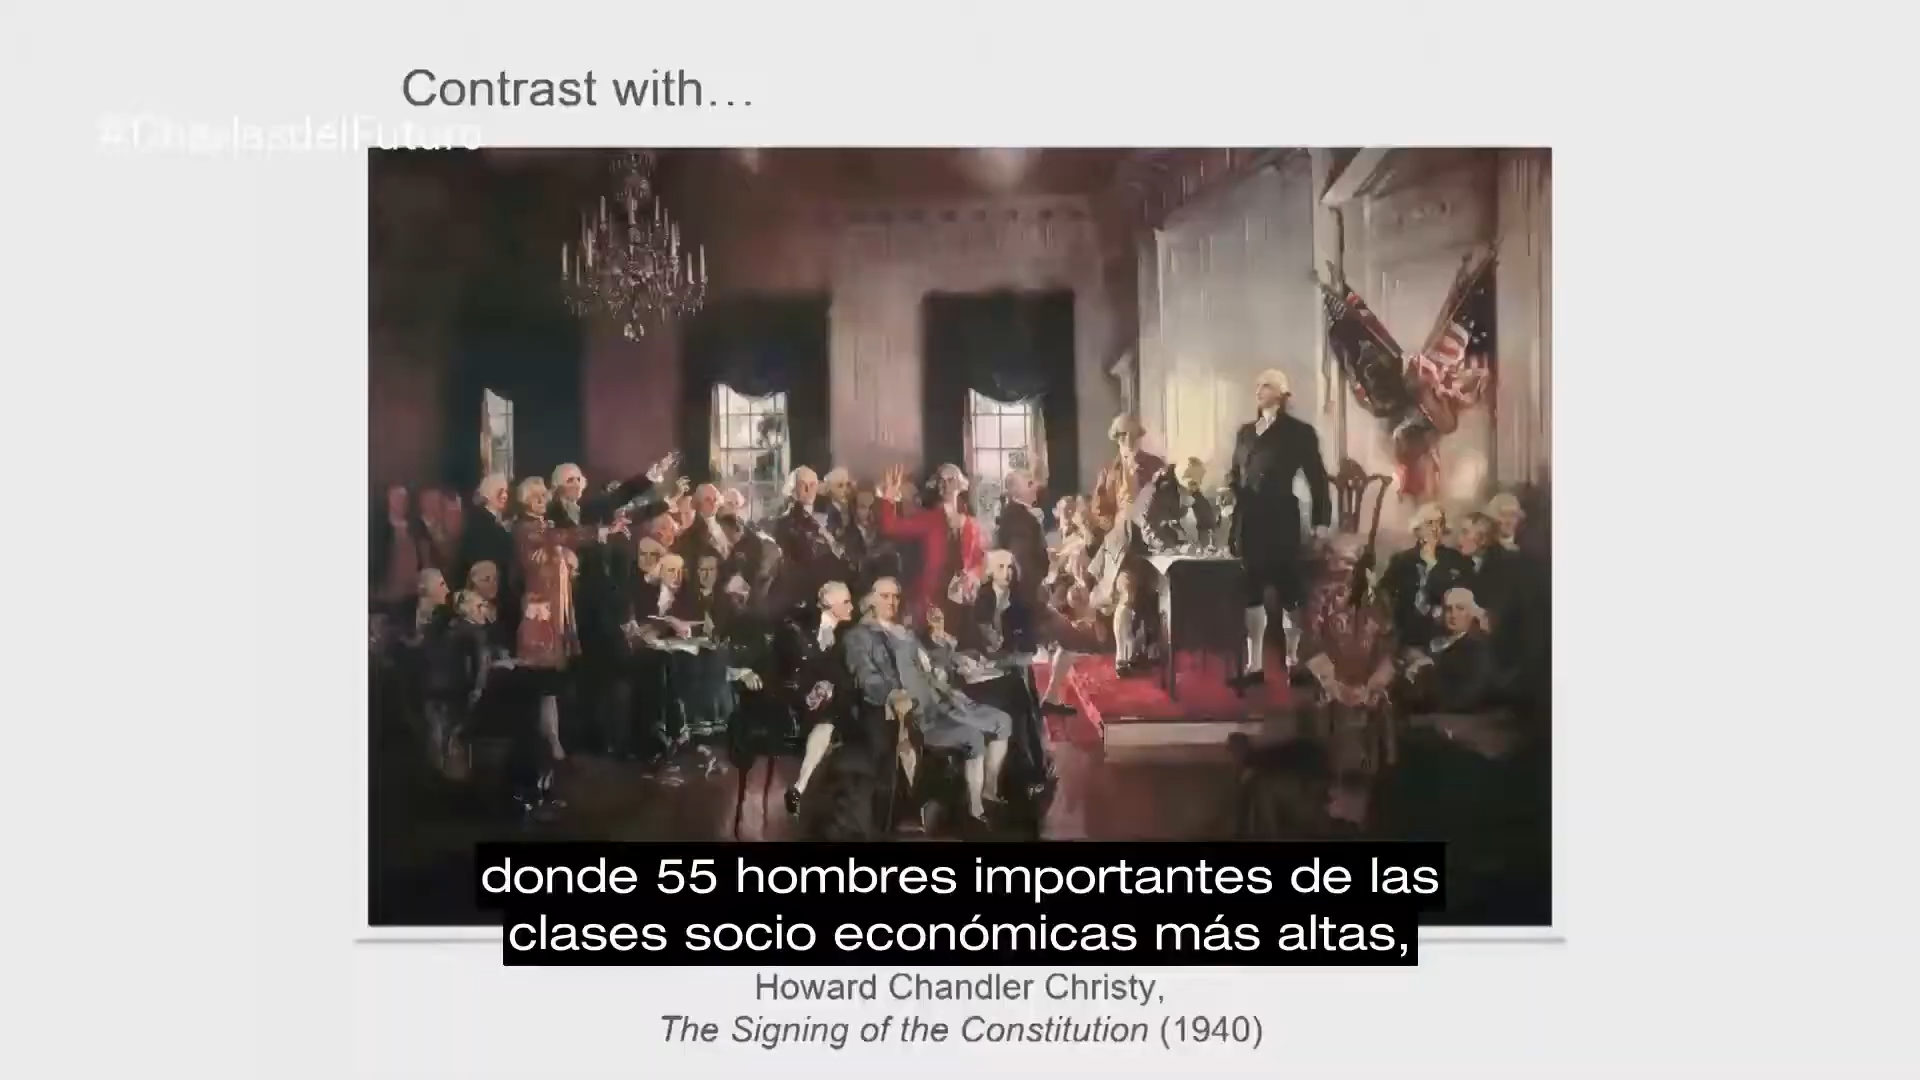 Contrast with…
#CharlasdelFuturo
donde 55 hombres importantes de las
clases socio económicas más altas,
Howard Chandler Christy,
The Signing of the Constitution (1940)